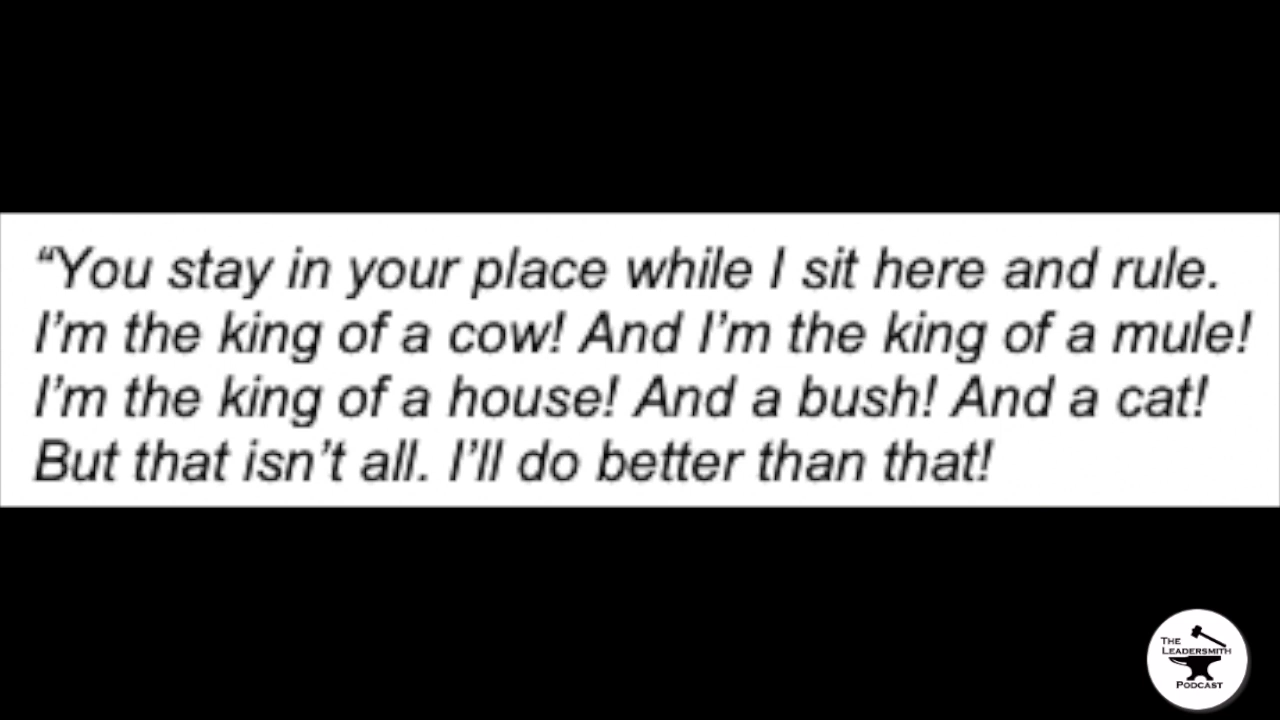 “You stay in your place while I sit here and rule.
I’m the king of a cow! And I’m the king of a mule!
I’m the king of a house! And a bush! And a cat!
But that isn’t all. I’ll do better than that!
THE
LEADERSMITH
PODCAST